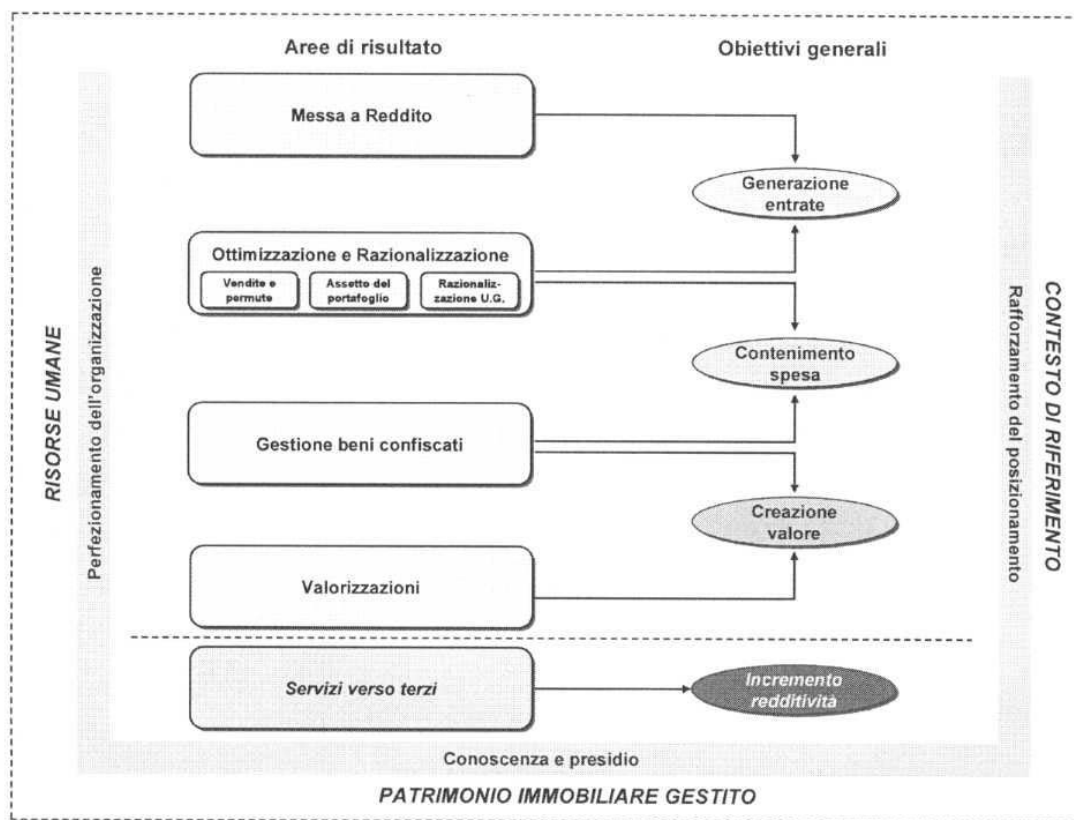 Aree di risultato
Obiettivi generali
Messa a Reddito
Generazione
entrate
Ottimizzazione e Razionalizzazione
Vendite e
permute
Assetto del
portafoglio
Razionaliz-
zazione U.G.
Contenimento
spesa
Gestione beni confiscati
Creazione
valore
Valorizzazioni
Servizi verso terzi
Incremento
redditività
RISORSE UMANE
Perfezionamento dell'organizzazione
Rafforzamento del posizionamento
CONTESTO DI RIFERIMENTO
Conoscenza e presidio
PATRIMONIO IMMOBILIARE GESTITO